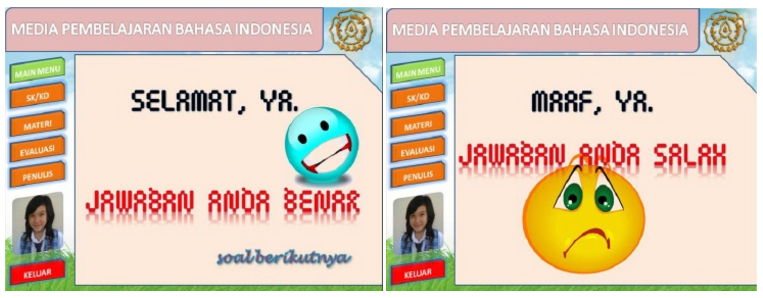 MEDIA PEMBELAJARAN BAHASA INDONESIA
MAIN MENU
SK/KD
MATERI
EVALUASI
PENULIS
KELUAR
SELAMAT, YA.
JAWABAN ANDA BENAR
soal berikutnya
MEDIA PEMBELAJARAN BAHASA INDONESIA
MAIN MENU
SK/KD
MATERI
EVALUASI
PENULIS
KELUAR
MAAF, YA.
JAWABAN ANDA SALAH